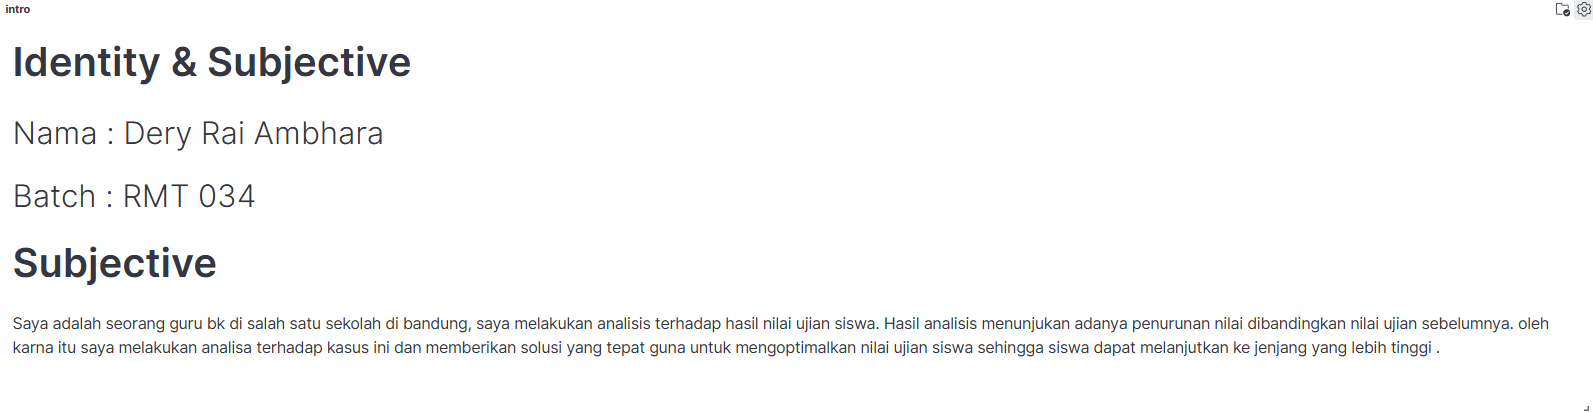 intro
Identity & Subjective
Nama : Dery Rai Ambhara
Batch : RMT 034
Subjective
Saya adalah seorang guru bk di salah satu sekolah di bandung, saya melakukan analisis terhadap hasil nilai ujian siswa. Hasil analisis menunjukan adanya penurunan nilai dibandingkan nilai ujian sebelumnya. oleh
karna itu saya melakukan analisa terhadap kasus ini dan memberikan solusi yang tepat guna untuk mengoptimalkan nilai ujian siswa sehingga siswa dapat melanjutkan ke jenjang yang lebih tinggi .